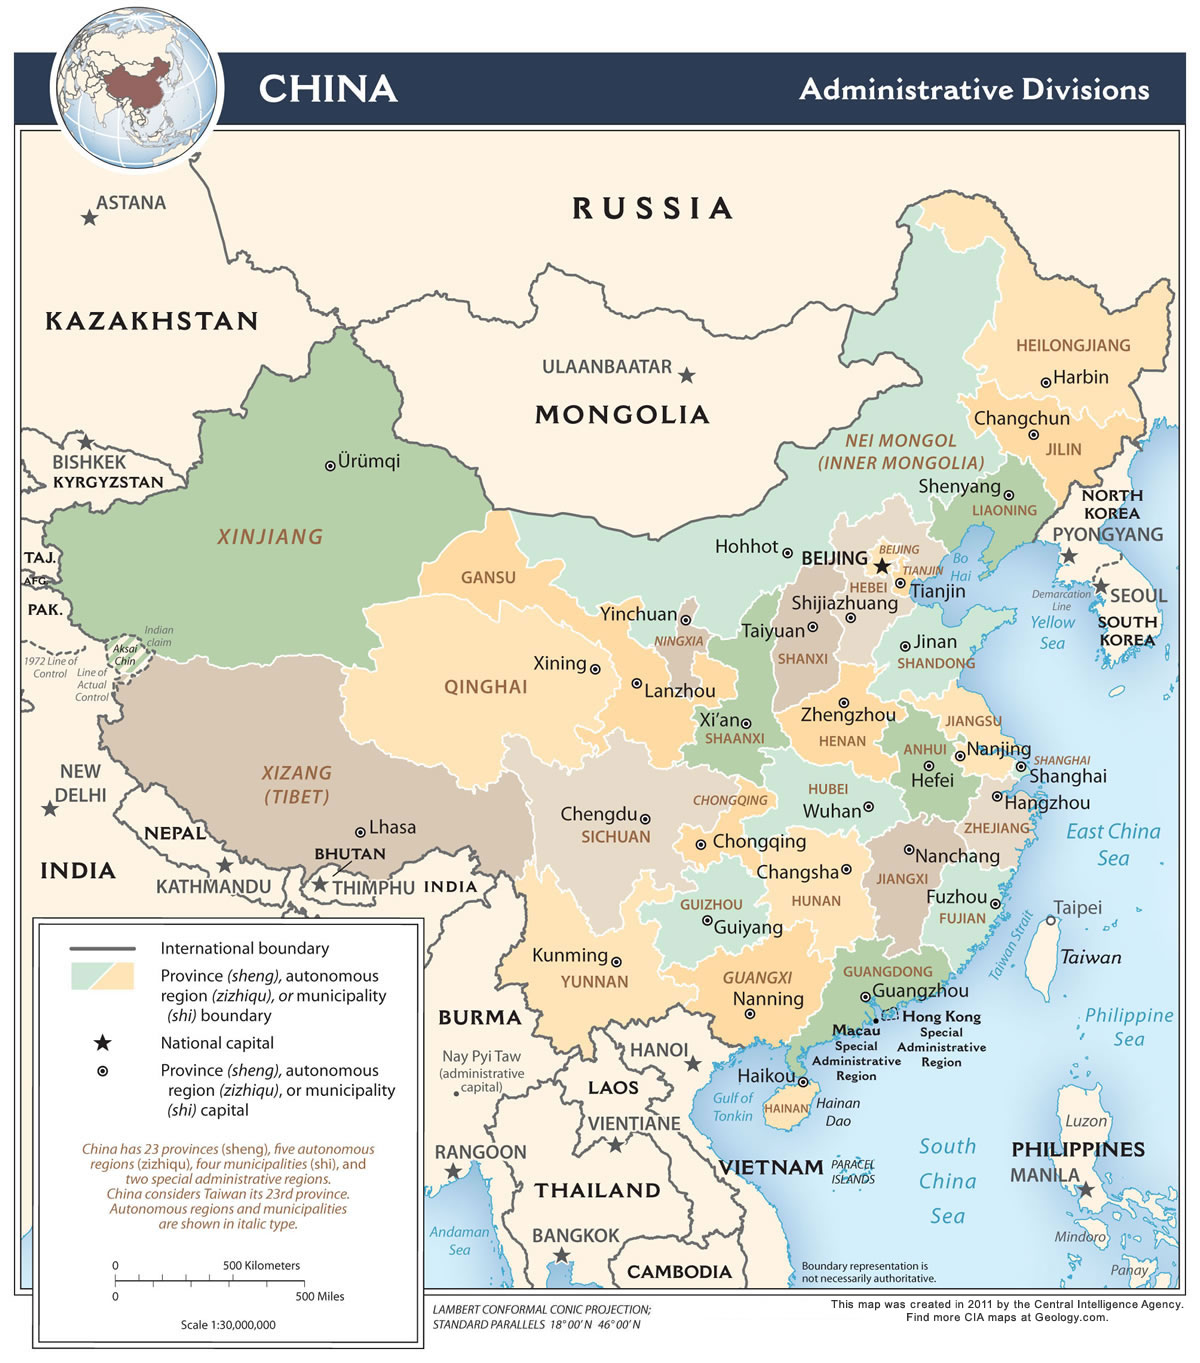 CHINA
Administrative Divisions
RUSSIA
ASTANA
KAZAKHSTAN
ULAANBAATAR
MONGOLIA
HEILONGJIANG
Harbin
Changchun
JILIN
NEI MONGOL
(INNER MONGOLIA)
Shenyang
LIAONING
BISHKEK
KYRGYZSTAN
Ürümqi
XINJIANG
NORTH
KOREA
PYONGYANG
TAJ.
AFG.
PAK.
GANSU
Hohhot
BEIJING
BEIJING
TIANJIN
Tianjin
HEBEI
Bo
Hai
Demarcation
Line
SEOUL
SOUTH
KOREA
Yellow
Sea
Shijiazhuang
Yinchuan
NINGXIA
Taiyuan
SHANXI
Jinan
SHANDONG
Indian
claim
Aksai
Chin
1972 Line of
Control
Line of
Actual
Control
Xining
QINGHAI
Lanzhou
Xi'an
SHAANXI
Zhengzhou
HENAN
JIANGSU
ANHUI
Nanjing
Hefei
SHANGHAI
Shanghai
XIZANG
(TIBET)
Lhasa
NEW
DELHI
NEPAL
KATHMANDU
BHUTAN
THIMPHU
INDIA
INDIA
Chengdu
SICHUAN
CHONGQING
Chongqing
HUBEI
Wuhan
Hangzhou
ZHEJIANG
East China
Sea
Changsha
HUNAN
Nanchang
JIANGXI
GUIZHOU
Guiyang
Fuzhou
FUJIAN
Taiwan Strait
Taipei
Taiwan
Kunming
YUNNAN
GUANGXI
Nanning
GUANGDONG
Guangzhou
Hong Kong
Special
Administrative
Region
Macau
Special
Administrative
Region
Philippine
Sea
BURMA
Nay Pyi Taw
(administrative
capital)
HANOI
LAOS
Haikou
HAINAN
Hainan
Dao
Gulf of
Tonkin
VIENTIANE
RANGOON
THAILAND
VIETNAM
PARACEL
ISLANDS
South
China
Sea
Luzon
PHILIPPINES
MANILA
Mindoro
Panay
Andaman
Sea
BANGKOK
CAMBODIA
Boundary representation is
not necessarily authoritative.
International boundary
Province (sheng), autonomous
region (zizhiqu), or municipality
(shi) boundary
National capital
Province (sheng), autonomous
region (zizhiqu), or municipality
(shi) capital
China has 23 provinces (sheng), five autonomous
regions (zizhiqu), four municipalities (shi), and
two special administrative regions.
China considers Taiwan its 23rd province.
Autonomous regions and municipalities
are shown in italic type.
0 500 Kilometers
0 500 Miles
Scale 1:30,000,000
LAMBERT CONFORMAL CONIC PROJECTION;
STANDARD PARALLELS 18°00'N 46°00'N
This map was created in 2011 by the Central Intelligence Agency.
Find more CIA maps at Geology.com.